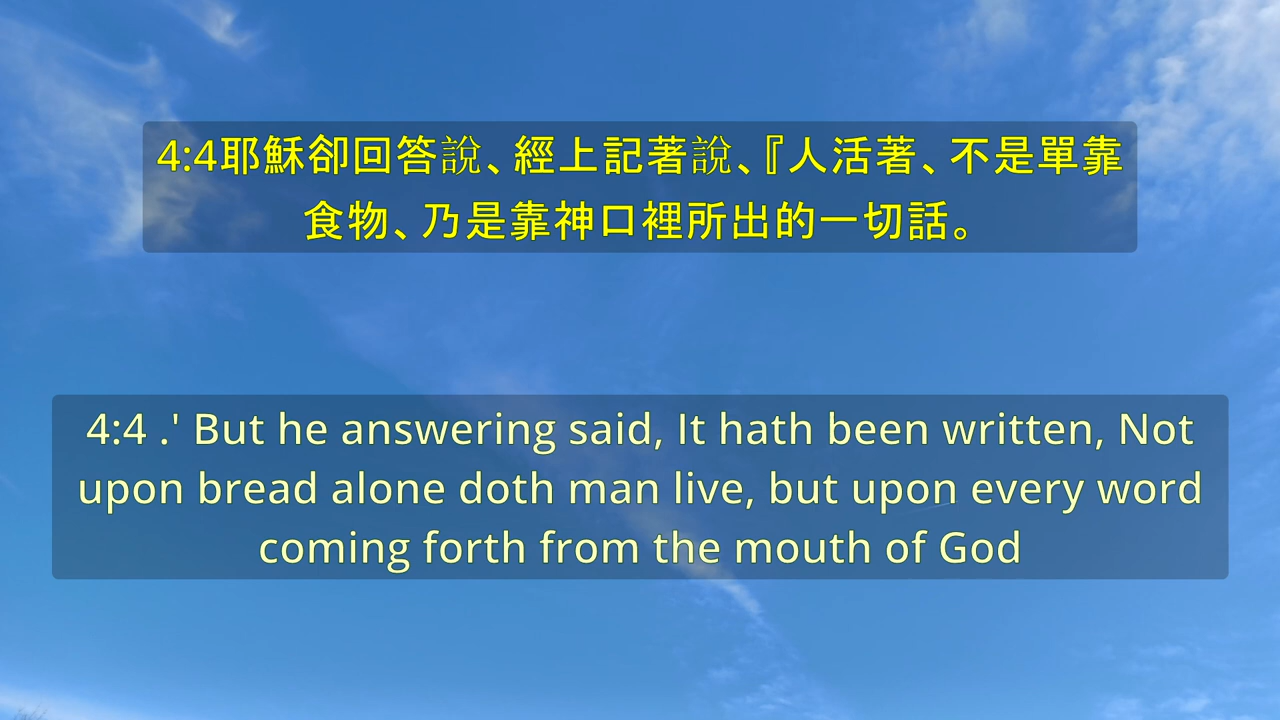 4:4耶穌卻回答說、經上記著說、『人活著、不是單靠
食物、乃是靠神口裡所出的一切話。
4:4 .' But he answering said, It hath been written, Not
upon bread alone doth man live, but upon every word
coming forth from the mouth of God